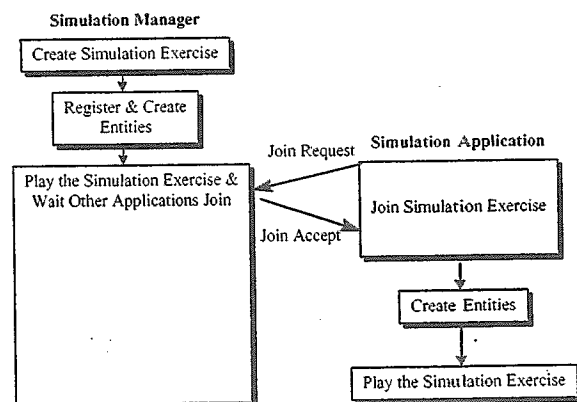 Simulation Manager
Create Simulation Exercise
Register & Create
Entities
Play the Simulation Exercise &
Wait Other Applications Join
Join Request
Join Accept
Simulation Application
Join Simulation Exercise
Create Entities
Play the Simulation Exercise